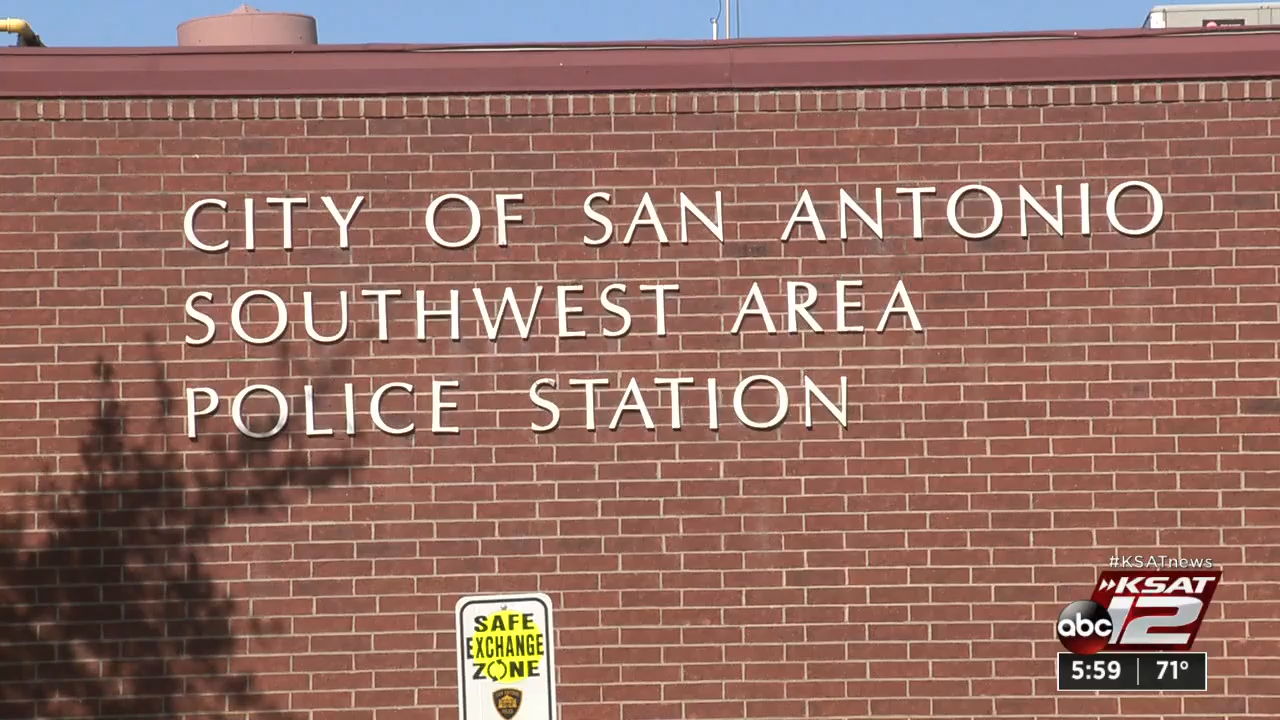 CITY OF SAN ANTONIO
SOUTHWEST AREA
POLICE STATION
SAFE
EXCHANGE
ZONE
#KSATnews
KSAT
abc 12
5:59 71°